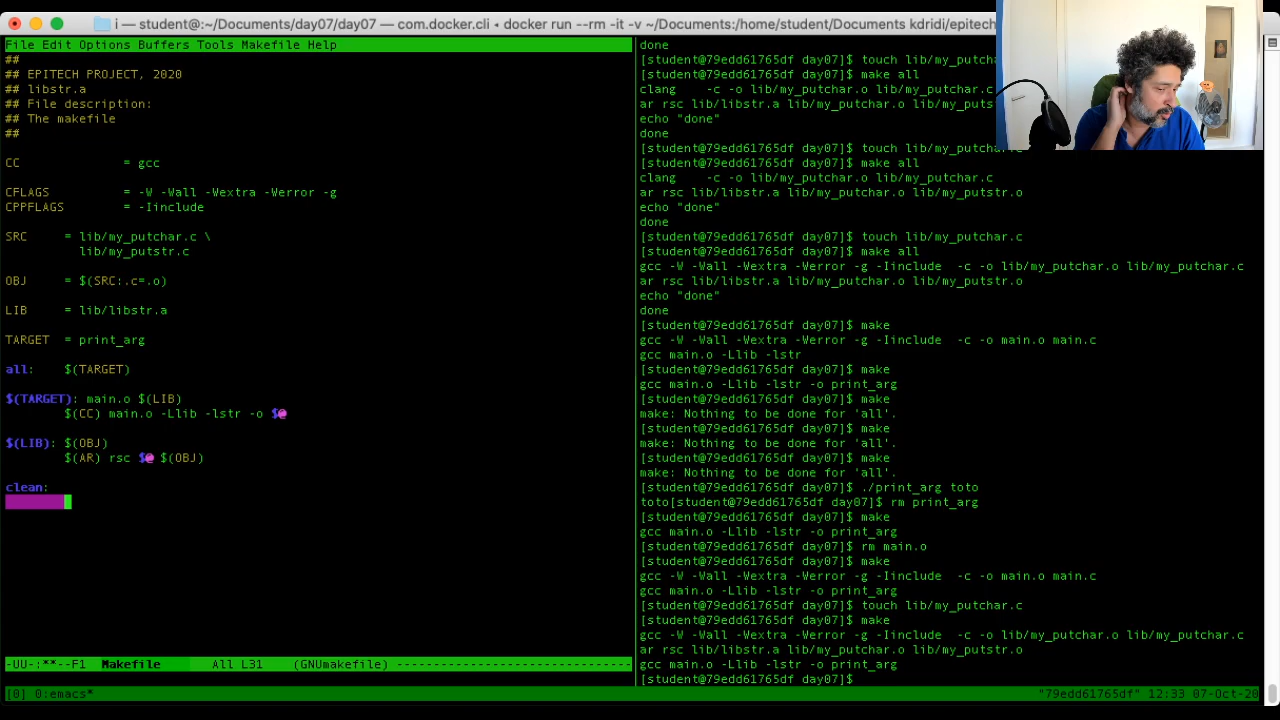 i — student@:~/Documents/day07/day07 — com.docker.cli ‹ docker run --rm -it -v ~/Documents:/home/student/Documents kdridi/epitech
File Edit Options Buffers Tools Makefile Help
##
## EPITECH PROJECT, 2020
## libstr.a
## File description:
## The makefile
##
CC = gcc
CFLAGS = -W -Wall -Wextra -Werror -g
CPPFLAGS = -Iinclude
SRC = lib/my_putchar.c \
lib/my_putstr.c
OBJ = $(SRC:.c=.o)
LIB = lib/libstr.a
TARGET = print_arg
all: $(TARGET)
$(TARGET): main.o $(LIB)
$(CC) main.o -Llib -lstr -o $@
$(LIB): $(OBJ)
$(AR) rsc $@ $(OBJ)
clean:
-UU-:**--F1 Makefile All L31 (GNUmakefile) --------------------------------
done
[student@79edd61765df day07]$ touch lib/my_putcha
[student@79edd61765df day07]$ make all
clang -c -o lib/my_putchar.o lib/my_putchar.c
ar rsc lib/libstr.a lib/my_putchar.o lib/my_putst
echo "done"
done
[student@79edd61765df day07]$ touch lib/my_putchar.c
[student@79edd61765df day07]$ make all
clang -c -o lib/my_putchar.o lib/my_putchar.c
ar rsc lib/libstr.a lib/my_putchar.o lib/my_putstr.o
echo "done"
done
[student@79edd61765df day07]$ touch lib/my_putchar.c
[student@79edd61765df day07]$ make all
gcc -W -Wall -Wextra -Werror -g -Iinclude -c -o lib/my_putchar.o lib/my_putchar.c
ar rsc lib/libstr.a lib/my_putchar.o lib/my_putstr.o
echo "done"
done
[student@79edd61765df day07]$ make
gcc -W -Wall -Wextra -Werror -g -Iinclude -c -o main.o main.c
gcc main.o -Llib -lstr
[student@79edd61765df day07]$ make
gcc main.o -Llib -lstr -o print_arg
[student@79edd61765df day07]$ make
make: Nothing to be done for 'all'.
[student@79edd61765df day07]$ make
make: Nothing to be done for 'all'.
[student@79edd61765df day07]$ make
make: Nothing to be done for 'all'.
[student@79edd61765df day07]$ ./print_arg toto
toto[student@79edd61765df day07]$ rm print_arg
[student@79edd61765df day07]$ make
gcc main.o -Llib -lstr -o print_arg
[student@79edd61765df day07]$ rm main.o
[student@79edd61765df day07]$ make
gcc -W -Wall -Wextra -Werror -g -Iinclude -c -o main.o main.c
gcc main.o -Llib -lstr -o print_arg
[student@79edd61765df day07]$ touch lib/my_putchar.c
[student@79edd61765df day07]$ make
gcc -W -Wall -Wextra -Werror -g -Iinclude -c -o lib/my_putchar.o lib/my_putchar.c
ar rsc lib/libstr.a lib/my_putchar.o lib/my_putstr.o
gcc main.o -Llib -lstr -o print_arg
[student@79edd61765df day07]$
[0] 0:emacs* "79edd61765df" 12:33 07-Oct-20